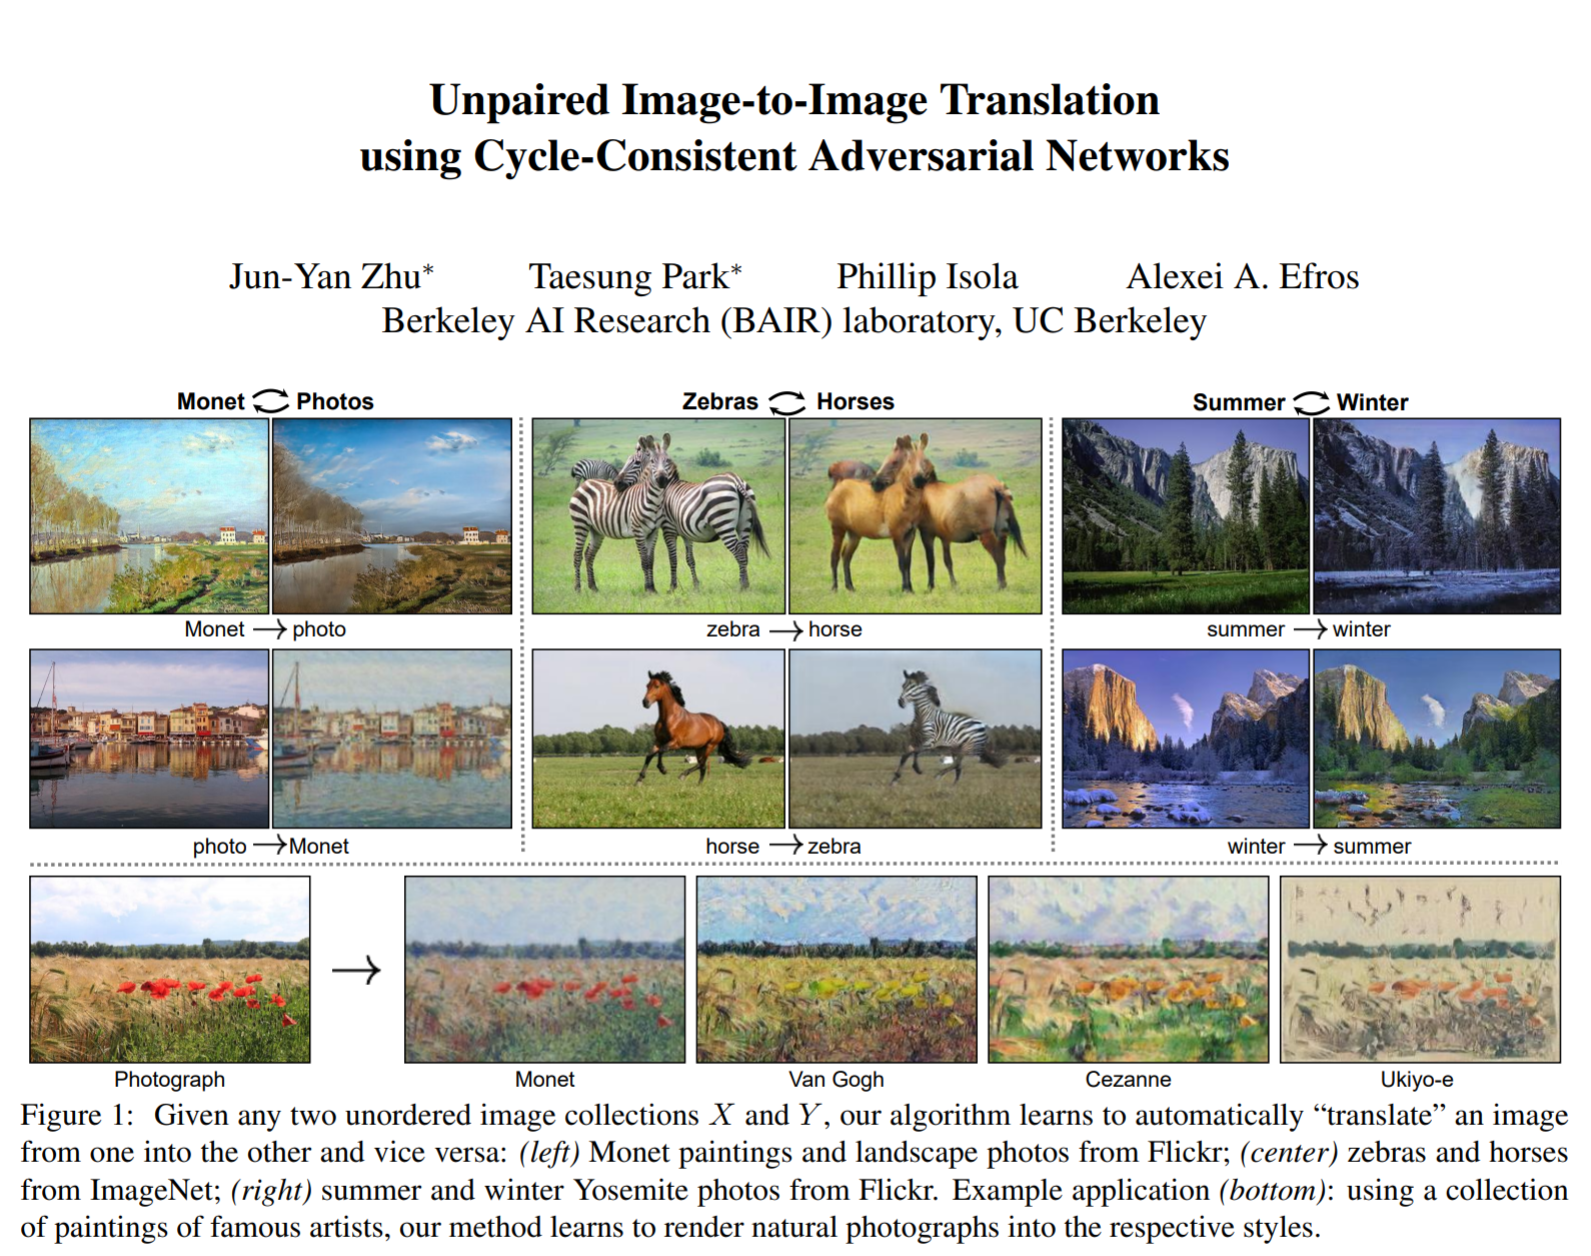 Unpaired Image-to-Image Translation
using Cycle-Consistent Adversarial Networks
Jun-Yan Zhu* Taesung Park* Phillip Isola Alexei A. Efros
Berkeley AI Research (BAIR) laboratory, UC Berkeley
Monet Photos
Zebras Horses
Summer Winter
Monet → photo
zebra → horse
summer → winter
photo → Monet
horse → zebra
winter → summer
Photograph
Monet
Van Gogh
Cezanne
Ukiyo-e
Figure 1: Given any two unordered image collections X and Y, our algorithm learns to automatically “translate” an image
from one into the other and vice versa: (left) Monet paintings and landscape photos from Flickr; (center) zebras and horses
from ImageNet; (right) summer and winter Yosemite photos from Flickr. Example application (bottom): using a collection
of paintings of famous artists, our method learns to render natural photographs into the respective styles.